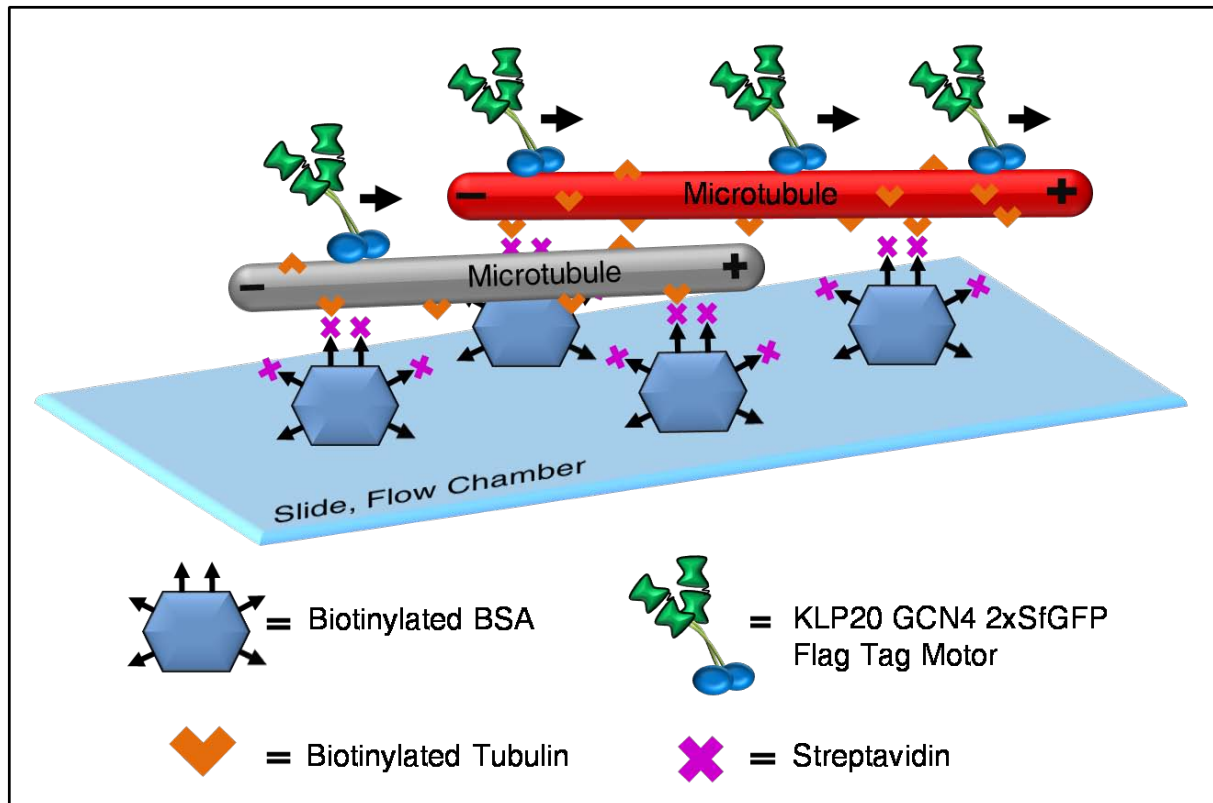 − Microtubule +
− Microtubule +
Slide, Flow Chamber
= Biotinylated BSA
= KLP20 GCN4 2xSfGFP
Flag Tag Motor
= Biotinylated Tubulin
= Streptavidin